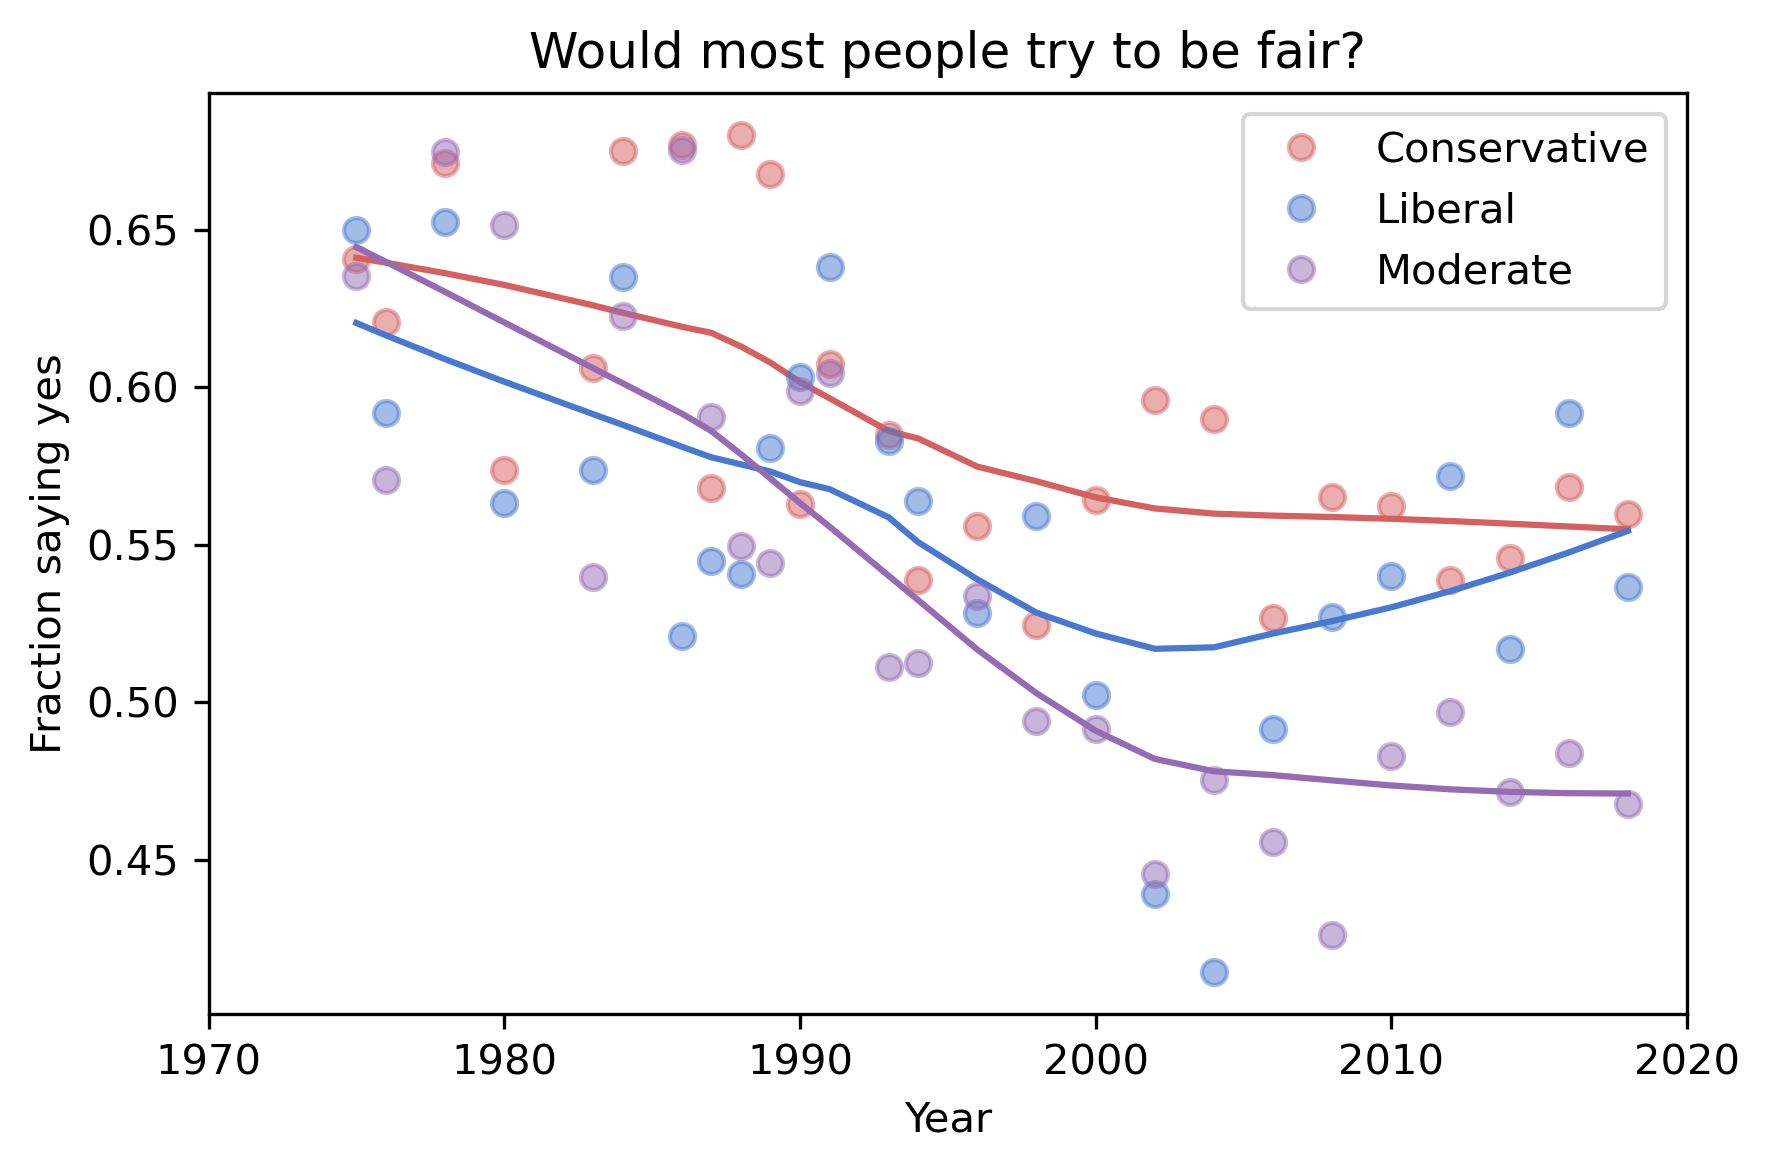 Would most people try to be fair?
Conservative
Liberal
Moderate
Fraction saying yes
0.65
0.60
0.55
0.50
0.45
1970 1980 1990 2000 2010 2020
Year